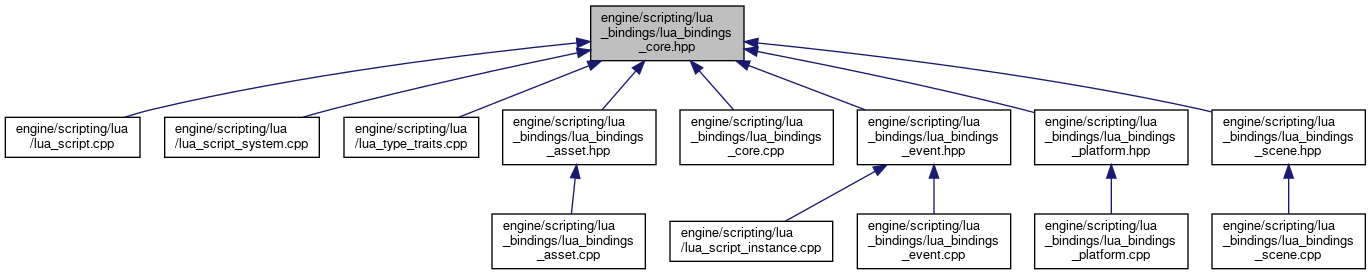 engine/scripting/lua
_bindings/lua_bindings
_core.hpp
engine/scripting/lua
/lua_script.cpp
engine/scripting/lua
/lua_script_system.cpp
engine/scripting/lua
/lua_type_traits.cpp
engine/scripting/lua
_bindings/lua_bindings
_asset.hpp
engine/scripting/lua
_bindings/lua_bindings
_core.cpp
engine/scripting/lua
_bindings/lua_bindings
_event.hpp
engine/scripting/lua
_bindings/lua_bindings
_platform.hpp
engine/scripting/lua
_bindings/lua_bindings
_scene.hpp
engine/scripting/lua
_bindings/lua_bindings
_asset.cpp
engine/scripting/lua
/lua_script_instance.cpp
engine/scripting/lua
_bindings/lua_bindings
_event.cpp
engine/scripting/lua
_bindings/lua_bindings
_platform.cpp
engine/scripting/lua
_bindings/lua_bindings
_scene.cpp